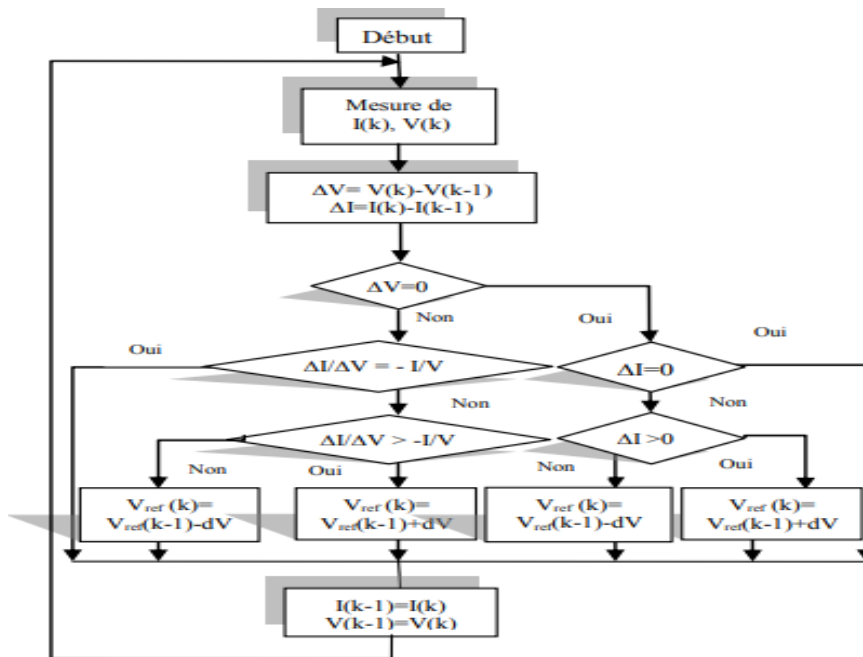 Début
Mesure de
I(k), V(k)
ΔV= V(k)-V(k-1)
ΔI=I(k)-I(k-1)
ΔV=0
Non
Oui
Oui
Oui
ΔI/ΔV = - I/V
ΔI=0
Non
Non
ΔI/ΔV > -I/V
ΔI >0
Non
Oui
Non
Oui
Vref (k)=
Vref(k-1)-dV
Vref (k)=
Vref(k-1)+dV
Vref (k)=
Vref(k-1)-dV
Vref (k)=
Vref(k-1)+dV
I(k-1)=I(k)
V(k-1)=V(k)